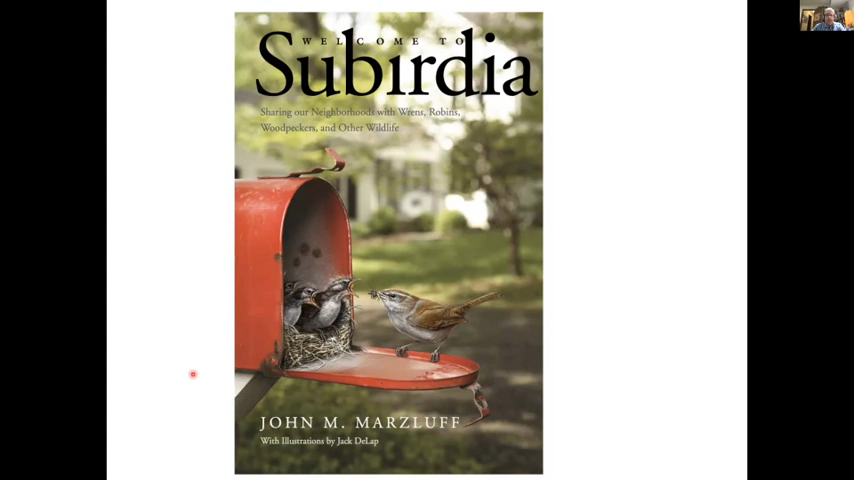 WELCOME TO
Subirdia
Sharing our Neighborhoods with Wrens, Robins,
Woodpeckers, and Other Wildlife
JOHN M. MARZLUFF
With Illustrations by Jack DeLap